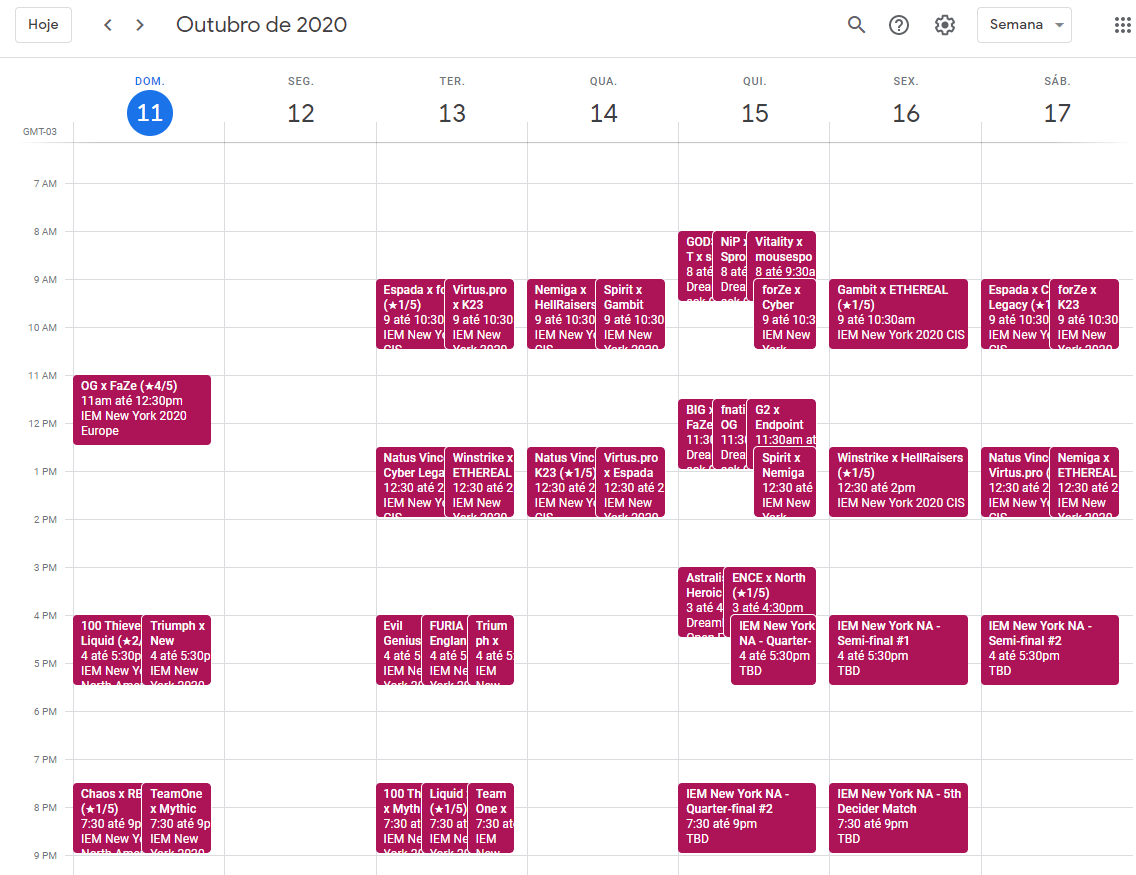 Hoje
Outubro de 2020
Semana
DOM.
11
SEG.
12
TER.
13
QUA.
14
QUI.
15
SEX.
16
SÁB.
17
GMT-03
7 AM
8 AM
9 AM
10 AM
11 AM
12 PM
1 PM
2 PM
3 PM
4 PM
5 PM
6 PM
7 PM
8 PM
9 PM
OG x FaZe (★4/5)
11am até 12:30pm
IEM New York 2020
Europe
100 Thieve
Liquid (★2/
4 até 5:30p
IEM New Y
North Amer
Triumph x
New
4 até 5:30p
IEM New
York 2020
Chaos x RE
(★1/5)
7:30 até 9p
IEM New Y
North Amer
TeamOne
x Mythic
7:30 até 9p
IEM New
York 2020
Espada x fo
(★1/5)
9 até 10:30
IEM New Y
CIS
Virtus.pro
x K23
9 até 10:30
IEM New
York 2020
Natus Vinc
Cyber Lega
12:30 até 2
IEM New Y
CIS
Winstrike x
ETHEREAL
12:30 até 2
IEM New
York 2020
Evil
Genius
4 até 5
IEM Ne
York 20
FURIA
Englan
4 até 5
IEM Ne
York 20
Trium
ph x
4 até 5:
IEM
New
100 Th
x Myth
7:30 at
IEM Ne
York 20
Liquid
(★1/5)
7:30 at
IEM Ne
York 20
Team
One x
7:30 at
IEM
New
Nemiga x
HellRaisers
9 até 10:30
IEM New Y
CIS
Spirit x
Gambit
9 até 10:30
IEM New
York 2020
Natus Vinc
K23 (★1/5)
12:30 até 2
IEM New Y
CIS
Virtus.pro
x Espada
12:30 até 2
IEM New
York 2020
GODS
T x s
8 até
Drea
NiP x
Spro
8 até
Drea
Vitality x
mousespo
8 até 9:30a
forZe x
Cyber
9 até 10:3
IEM New
York
BIG x
FaZe
11:30
Drea
fnati
OG
11:30
Drea
G2 x
Endpoint
11:30am at
Spirit x
Nemiga
12:30 até
IEM New
York
Astralis
Heroic
3 até 4
DreamH
Open F
ENCE x North
(★1/5)
3 até 4:30pm
IEM New York
NA - Quarter-
4 até 5:30pm
TBD
IEM New York NA -
Quarter-final #2
7:30 até 9pm
TBD
Gambit x ETHEREAL
(★1/5)
9 até 10:30am
IEM New York 2020 CIS
Winstrike x HellRaisers
(★1/5)
12:30 até 2pm
IEM New York 2020 CIS
IEM New York NA -
Semi-final #1
4 até 5:30pm
TBD
IEM New York NA - 5th
Decider Match
7:30 até 9pm
TBD
Espada x C
Legacy (★1
9 até 10:30
IEM New Y
CIS
forZe x
K23
9 até 10:30
IEM New
York 2020
Natus Vinc
Virtus.pro (
12:30 até 2
IEM New Y
CIS
Nemiga x
ETHEREAL
12:30 até 2
IEM New
York 2020
IEM New York NA -
Semi-final #2
4 até 5:30pm
TBD